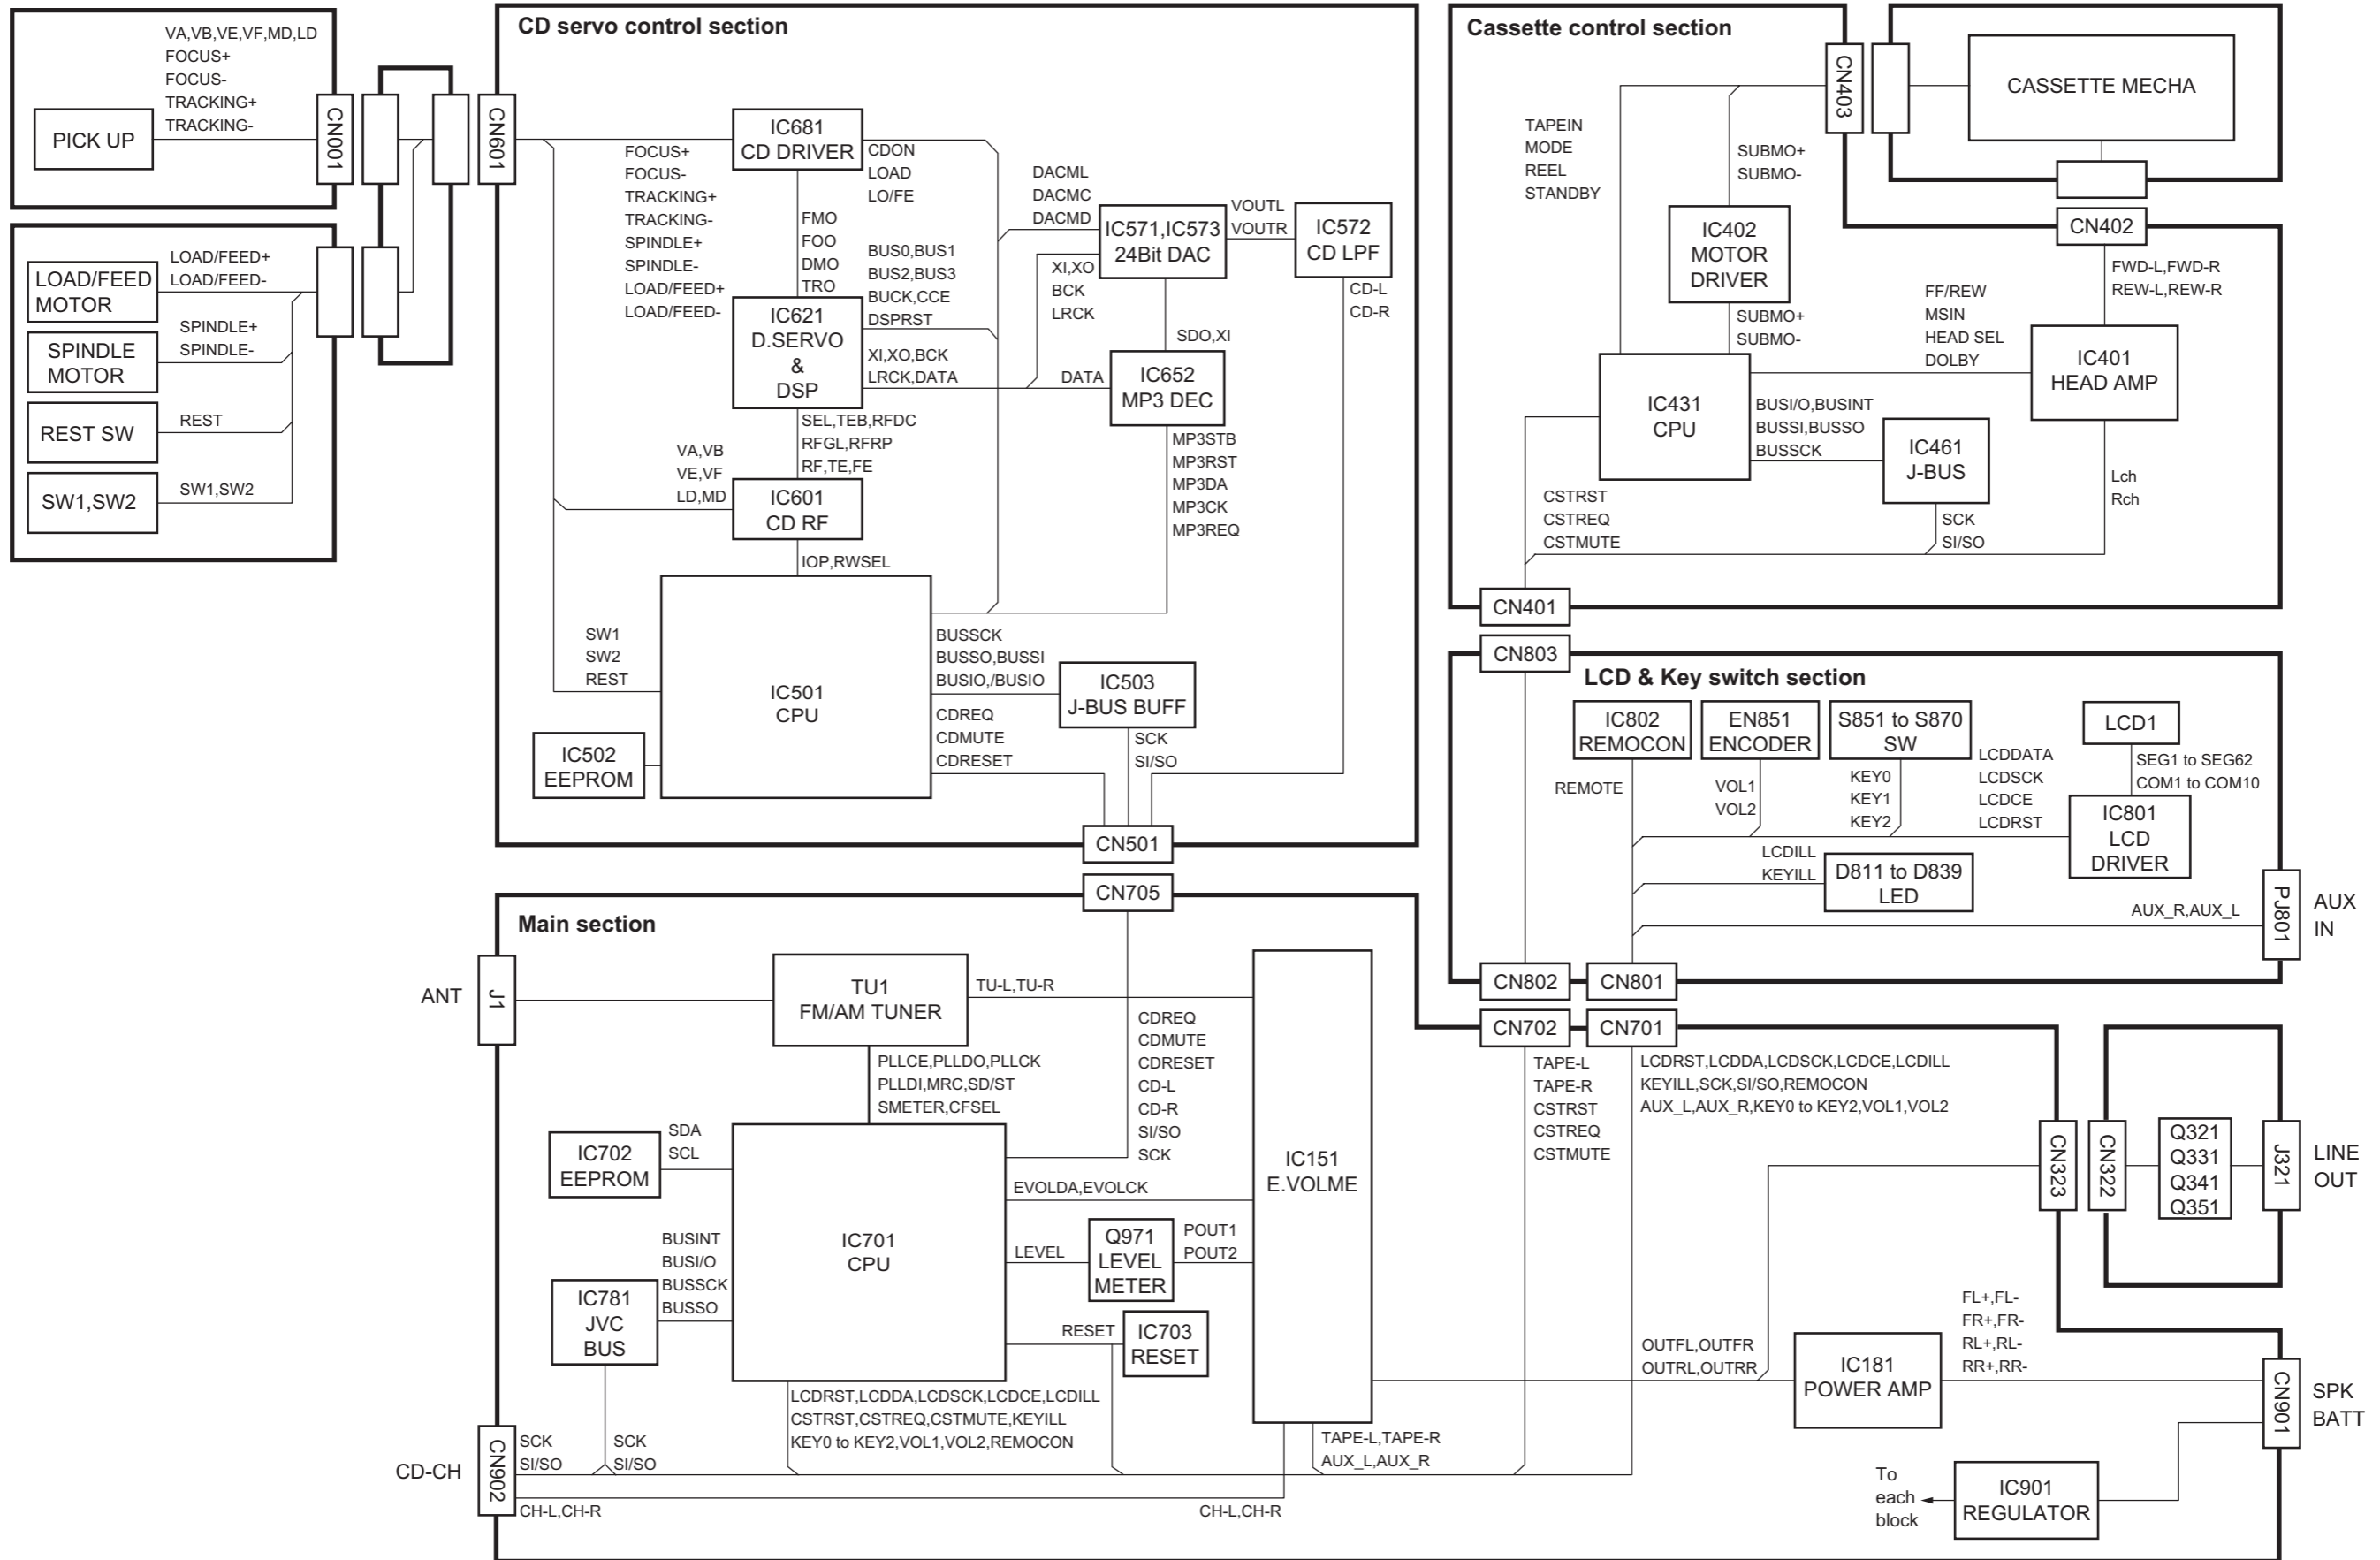 VA,VB,VE,VF,MD,LD
FOCUS+
FOCUS-
TRACKING+
TRACKING-
PICK UP
CN001
LOAD/FEED+
LOAD/FEED-
LOAD/FEED
MOTOR
SPINDLE+
SPINDLE-
SPINDLE
MOTOR
REST
REST SW
SW1,SW2
SW1,SW2
CD servo control section
CN601
IC681
CD DRIVER
FOCUS+
FOCUS-
TRACKING+
TRACKING-
SPINDLE+
SPINDLE-
LOAD/FEED+
LOAD/FEED-
CDON
LOAD
LO/FE
FMO
FOO
DMO
TRO
BUS0,BUS1
BUS2,BUS3
BUCK,CCE
DSPRST
IC621
D.SERVO
&
DSP
XI,XO,BCK
LRCK,DATA
DACML
DACMC
DACMD
IC571,IC573
24Bit DAC
VOUTL
VOUTR
IC572
CD LPF
XI,XO
BCK
LRCK
CD-L
CD-R
SDO,XI
DATA
IC652
MP3 DEC
SEL,TEB,RFDC
RFGL,RFRP
RF,TE,FE
VA,VB
VE,VF
LD,MD
IC601
CD RF
IOP,RWSEL
MP3STB
MP3RST
MP3DA
MP3CK
MP3REQ
SW1
SW2
REST
IC501
CPU
IC502
EEPROM
BUSSCK
BUSSO,BUSSI
BUSIO,/BUSIO
IC503
J-BUS BUFF
CDREQ
CDMUTE
CDRESET
SCK
SI/SO
CN501
Cassette control section
CN403
CASSETTE MECHA
TAPEIN
MODE
REEL
STANDBY
SUBMO+
SUBMO-
IC402
MOTOR
DRIVER
SUBMO+
SUBMO-
CN402
FWD-L,FWD-R
REW-L,REW-R
FF/REW
MSIN
HEAD SEL
DOLBY
IC401
HEAD AMP
IC431
CPU
BUSI/O,BUSINT
BUSSI,BUSSO
BUSSCK
IC461
J-BUS
Lch
Rch
CSTRST
CSTREQ
CSTMUTE
SCK
SI/SO
CN401
CN803
LCD & Key switch section
IC802
REMOCON
EN851
ENCODER
S851 to S870
SW
LCD1
REMOTE
VOL1
VOL2
KEY0
KEY1
KEY2
LCDDATA
LCDSCK
LCDCE
LCDRST
SEG1 to SEG62
COM1 to COM10
IC801
LCD
DRIVER
LCDILL
KEYILL
D811 to D839
LED
AUX_R,AUX_L
PJ801
AUX
IN
CN802
CN801
CN705
Main section
ANT
J1
TU1
FM/AM TUNER
TU-L,TU-R
PLLCE,PLLDO,PLLCK
PLLDI,MRC,SD/ST
SMETER,CFSEL
CDREQ
CDMUTE
CDRESET
CD-L
CD-R
SI/SO
SCK
IC702
EEPROM
SDA
SCL
IC701
CPU
EVOLDA,EVOLCK
IC151
E.VOLME
LEVEL
Q971
LEVEL
METER
POUT1
POUT2
BUSINT
BUSI/O
BUSSCK
BUSSO
IC781
JVC
BUS
RESET
IC703
RESET
LCDRST,LCDDA,LCDSCK,LCDCE,LCDILL
CSTRST,CSTREQ,CSTMUTE,KEYILL
KEY0 to KEY2,VOL1,VOL2,REMOCON
CD-CH
CN902
SCK
SI/SO
SCK
SI/SO
CH-L,CH-R
CH-L,CH-R
TAPE-L,TAPE-R
AUX_L,AUX_R
CN702
CN701
TAPE-L
TAPE-R
CSTRST
CSTREQ
CSTMUTE
LCDRST,LCDDA,LCDSCK,LCDCE,LCDILL
KEYILL,SCK,SI/SO,REMOCON
AUX_L,AUX_R,KEY0 to KEY2,VOL1,VOL2
CN323
CN322
Q321
Q331
Q341
Q351
J321
LINE
OUT
OUTFL,OUTFR
OUTRL,OUTRR
IC181
POWER AMP
FL+,FL-
FR+,FR-
RL+,RL-
RR+,RR-
CN901
SPK
BATT
To
each
block
IC901
REGULATOR